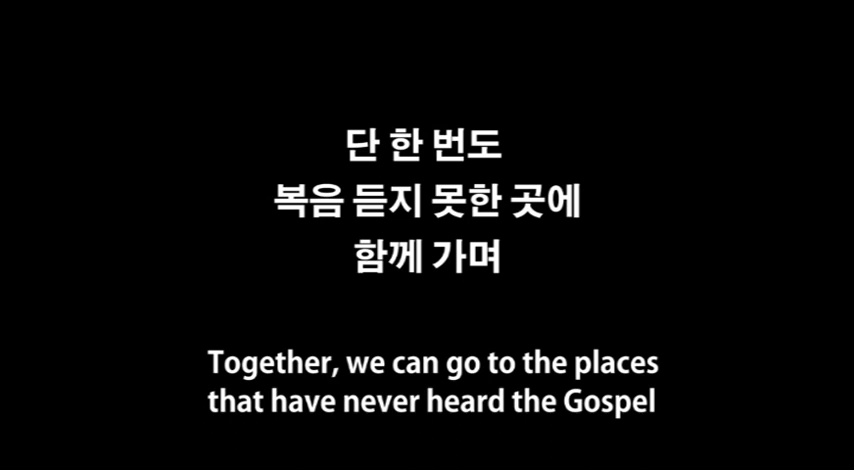 단 한 번도
복음 듣지 못한 곳에
함께 가며
Together, we can go to the places
that have never heard the Gospel